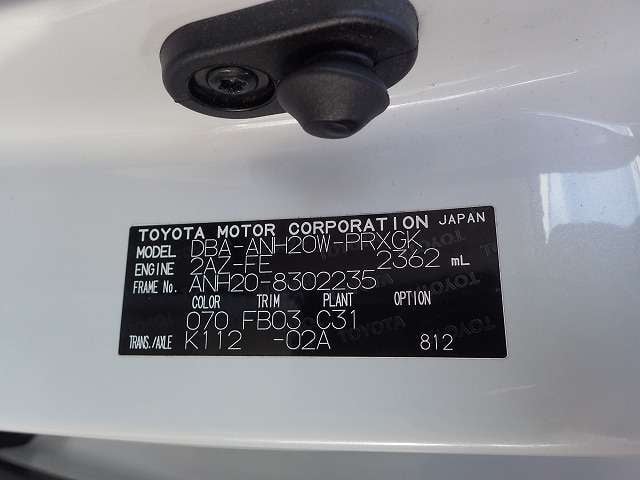 TOYOTA MOTOR CORPORATION JAPAN
MODEL DBA-ANH20W-PRXGK
ENGINE 2AZ-FE 2362 mL
FRAME No. ANH20-8302235
COLOR TRIM PLANT OPTION
070 FB03 C31
TRANS./AXLE K112 -02A 812